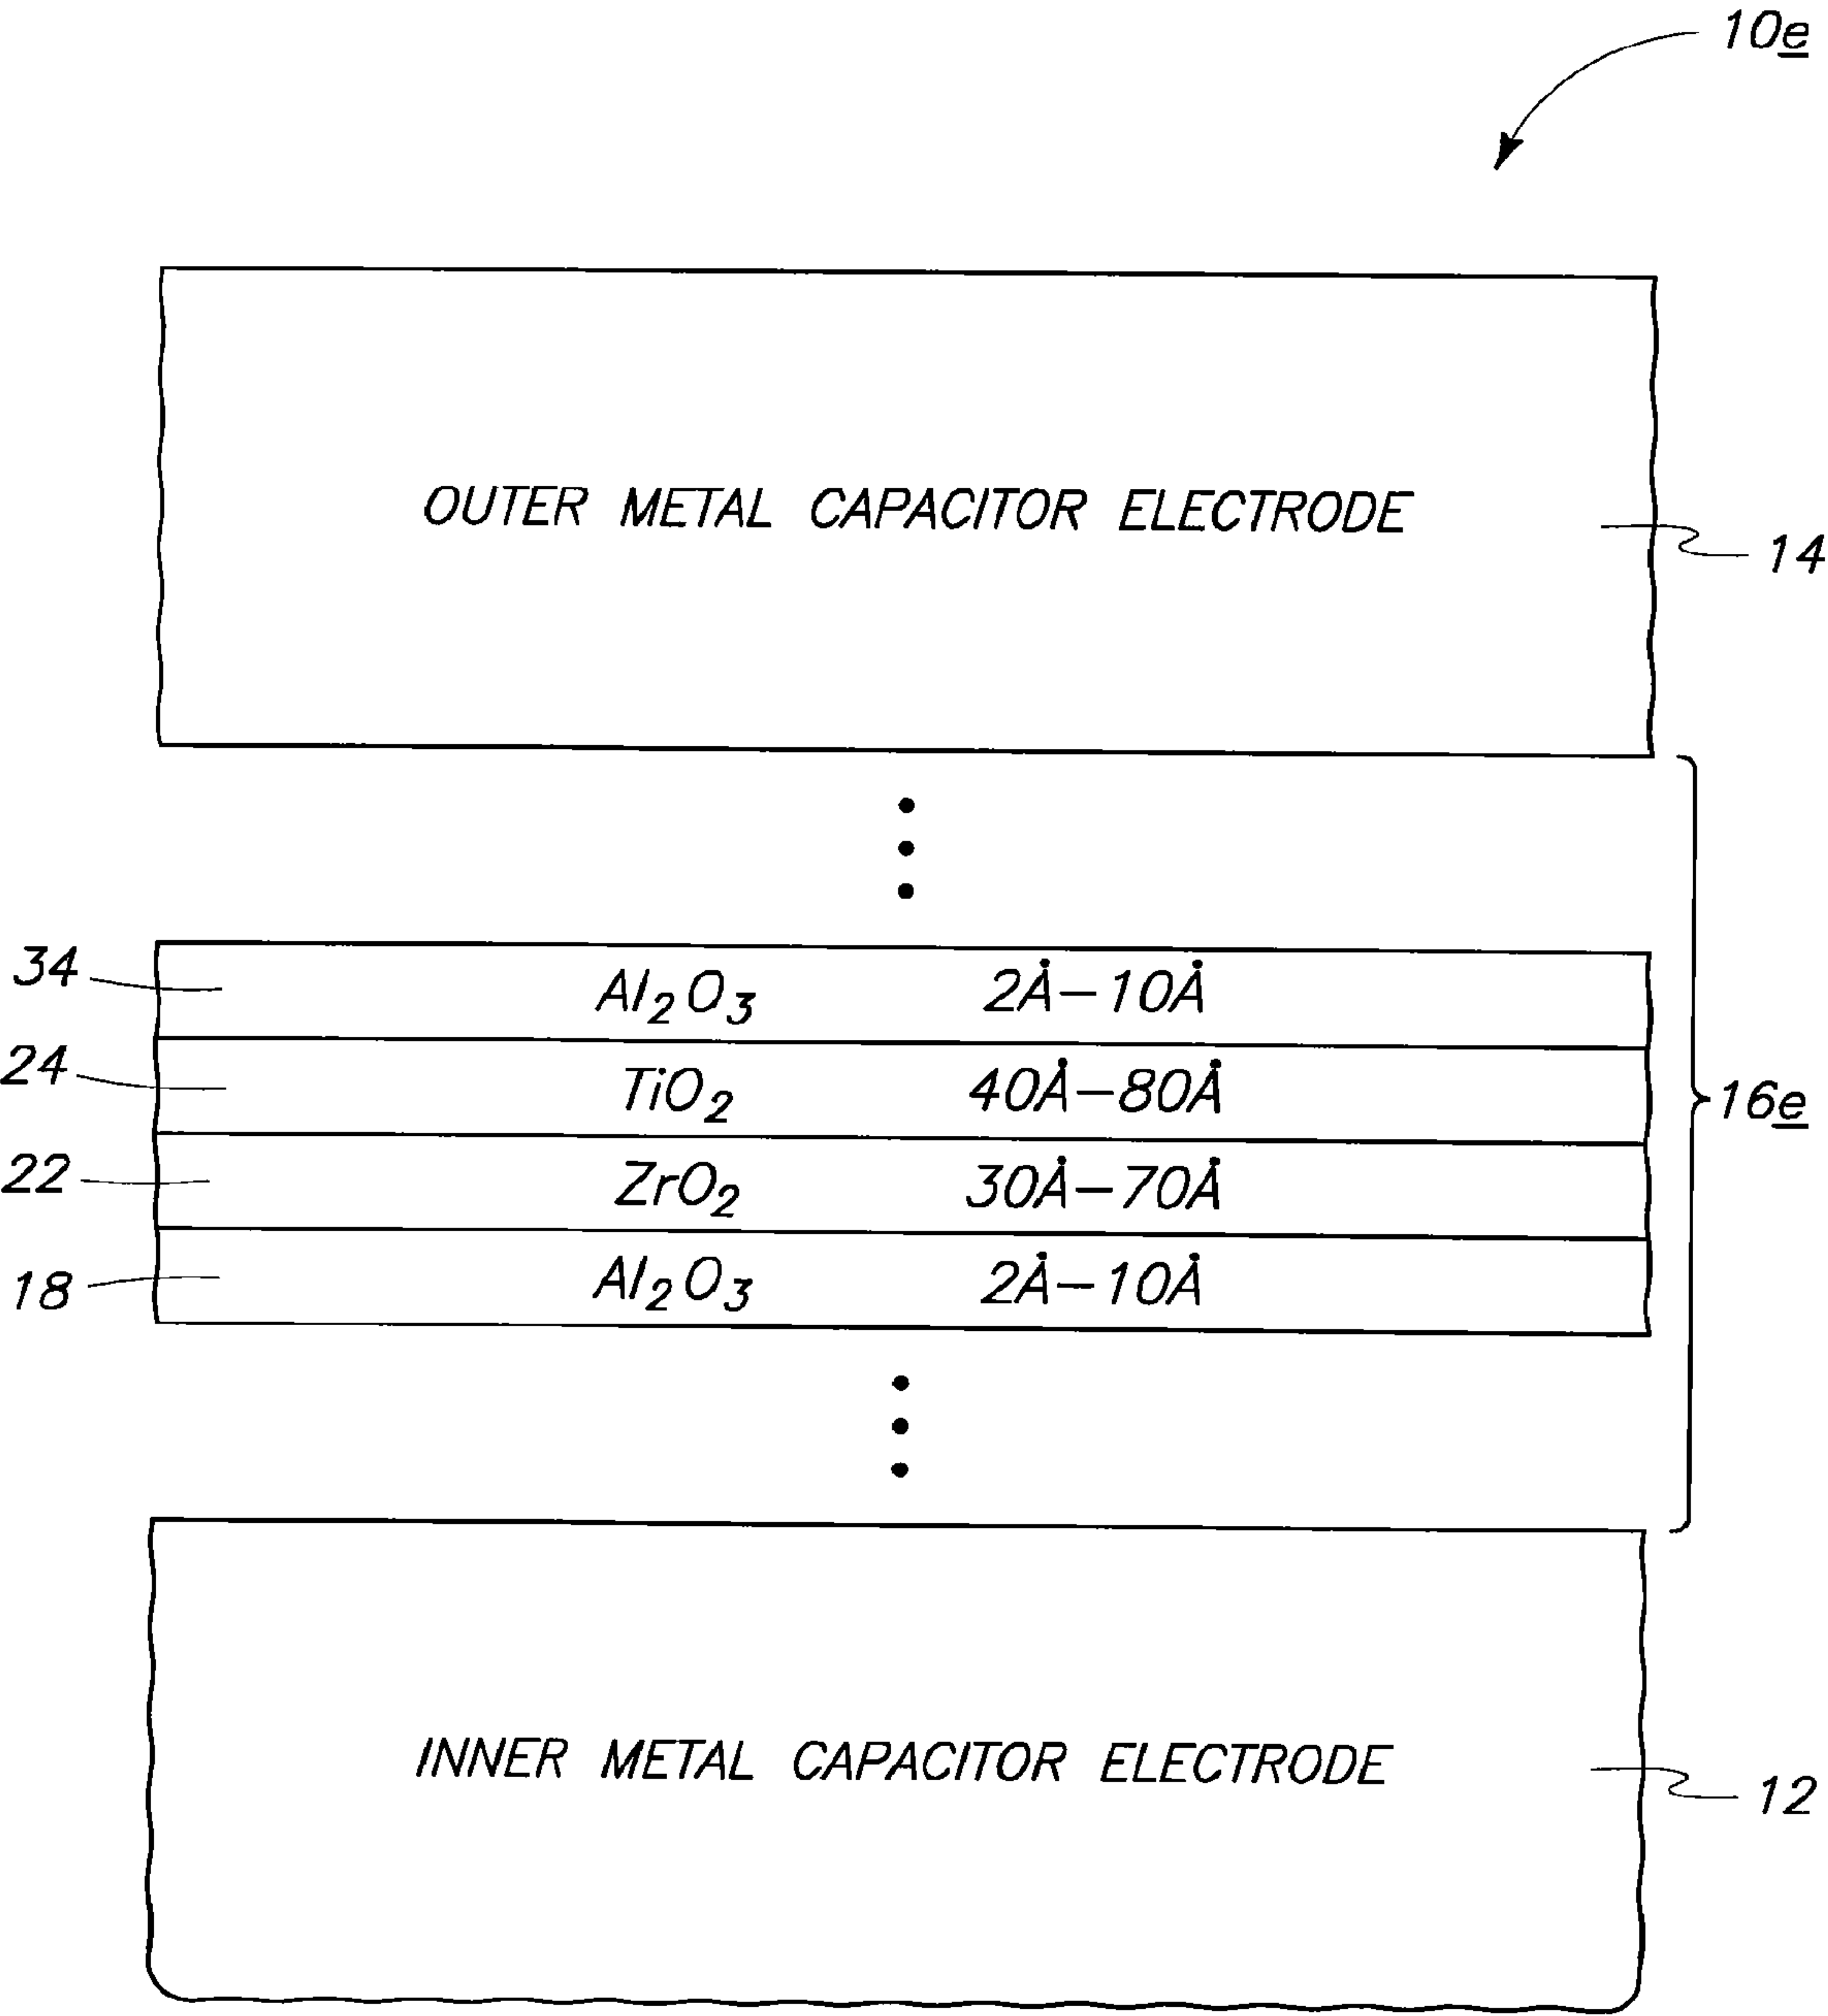 10e
OUTER METAL CAPACITOR ELECTRODE
14
34 Al₂O₃ 2Å–10Å
24 TiO₂ 40Å–80Å
16e
22 ZrO₂ 30Å–70Å
18 Al₂O₃ 2Å–10Å
INNER METAL CAPACITOR ELECTRODE
12